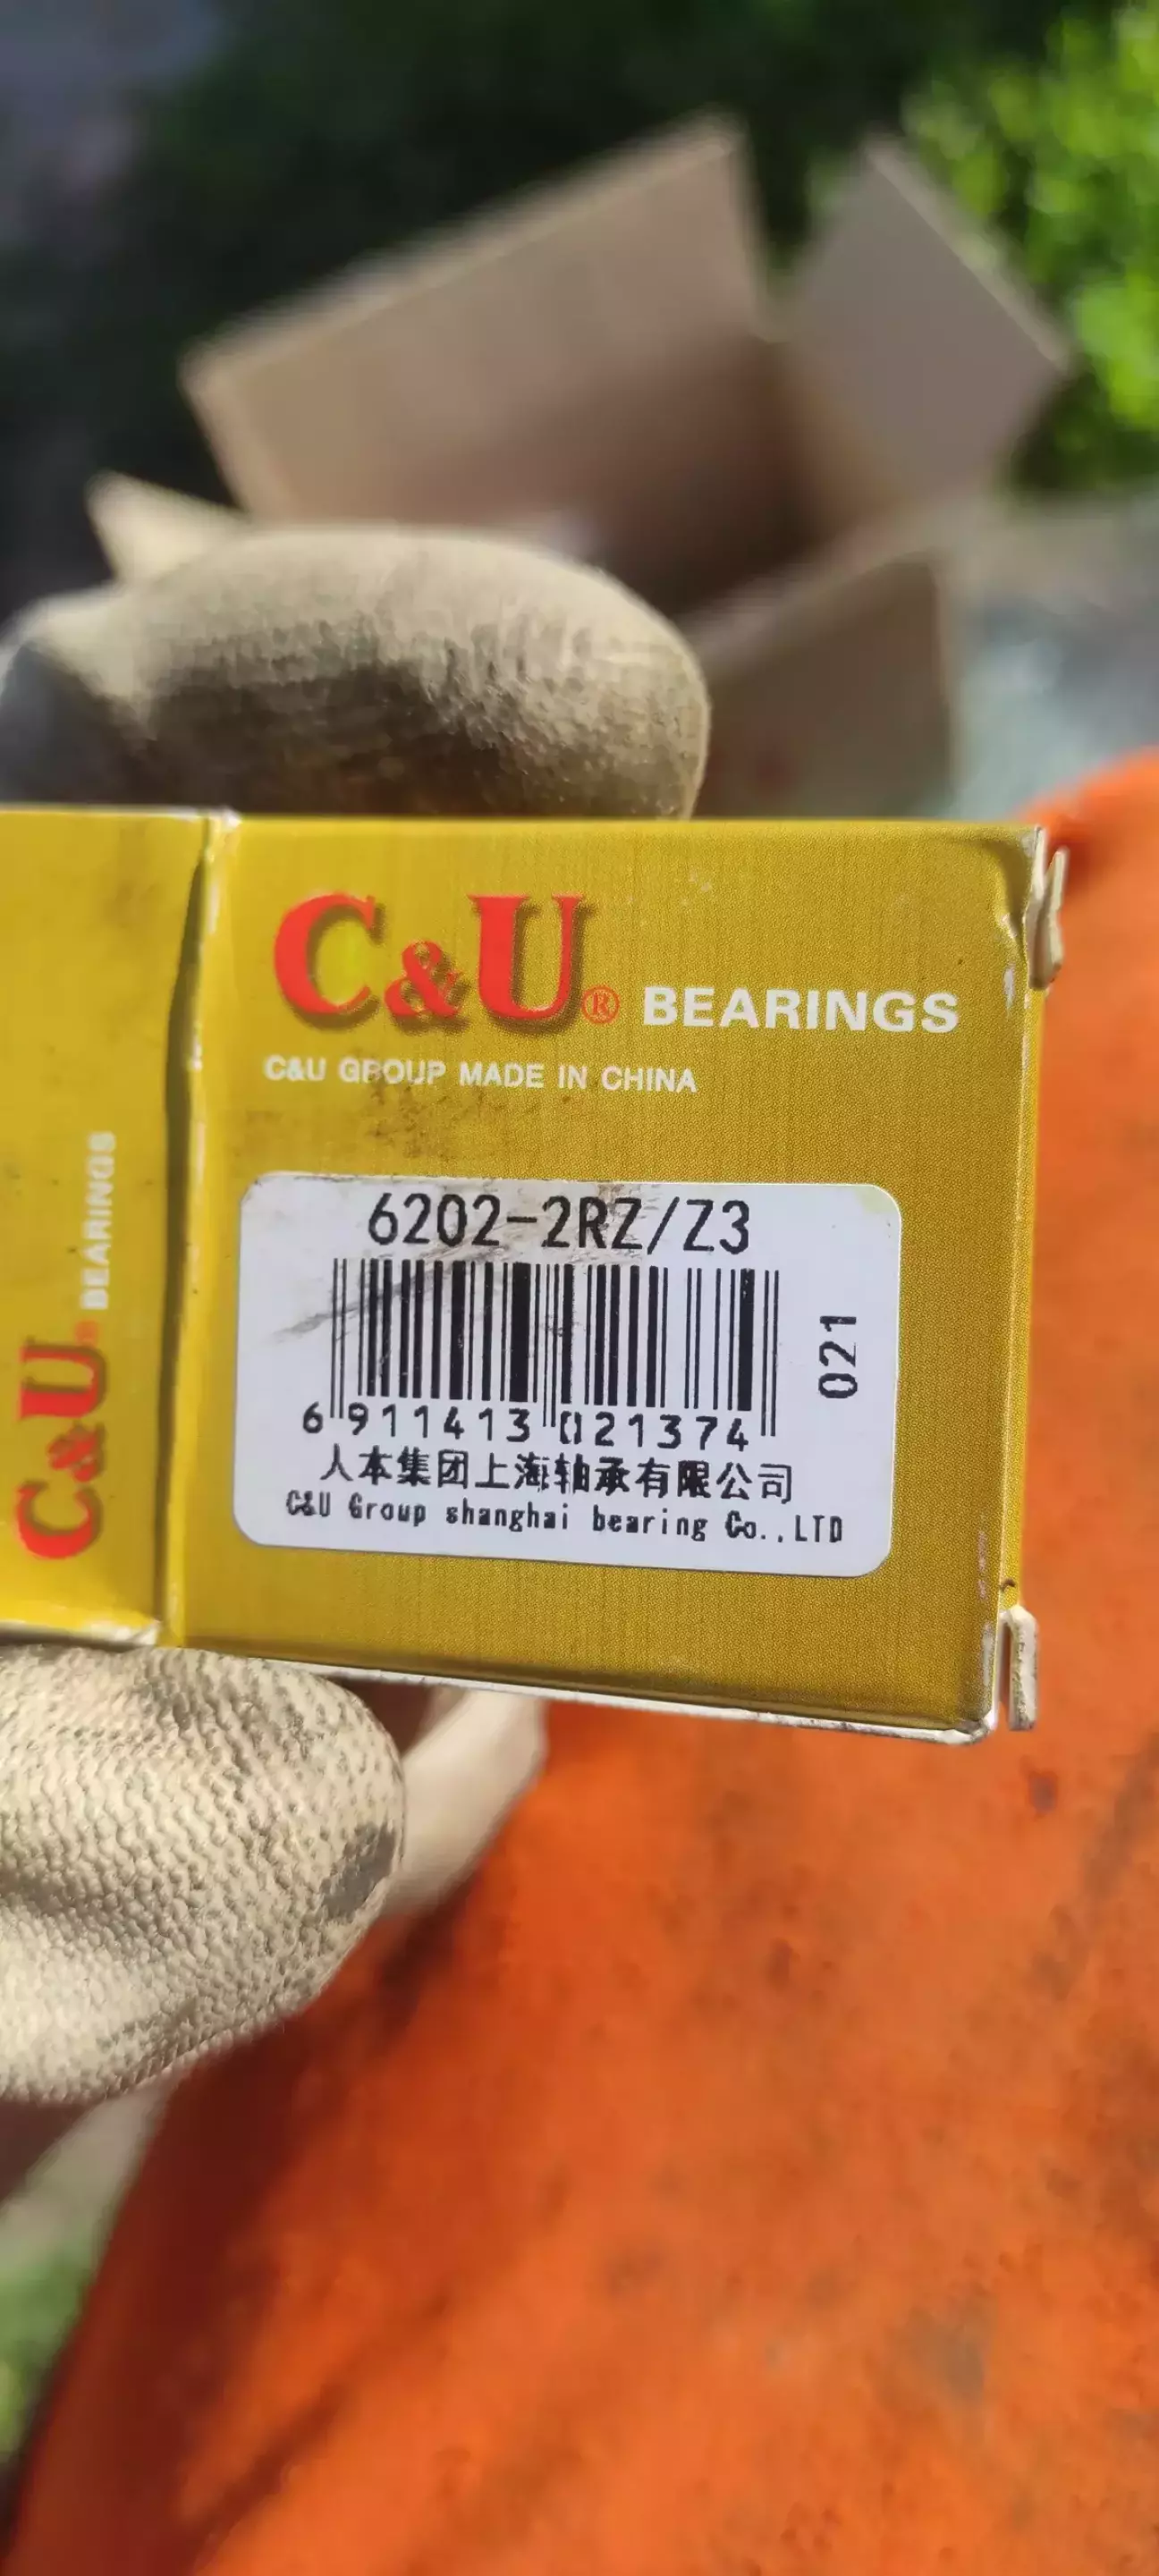 C&U® BEARINGS
C&U GROUP MADE IN CHINA
6202-2RZ/Z3
021
6 911413 021374
人本集团上海轴承有限公司
C&U Group shanghai bearing Co.,LTD
C&U® BEARINGS